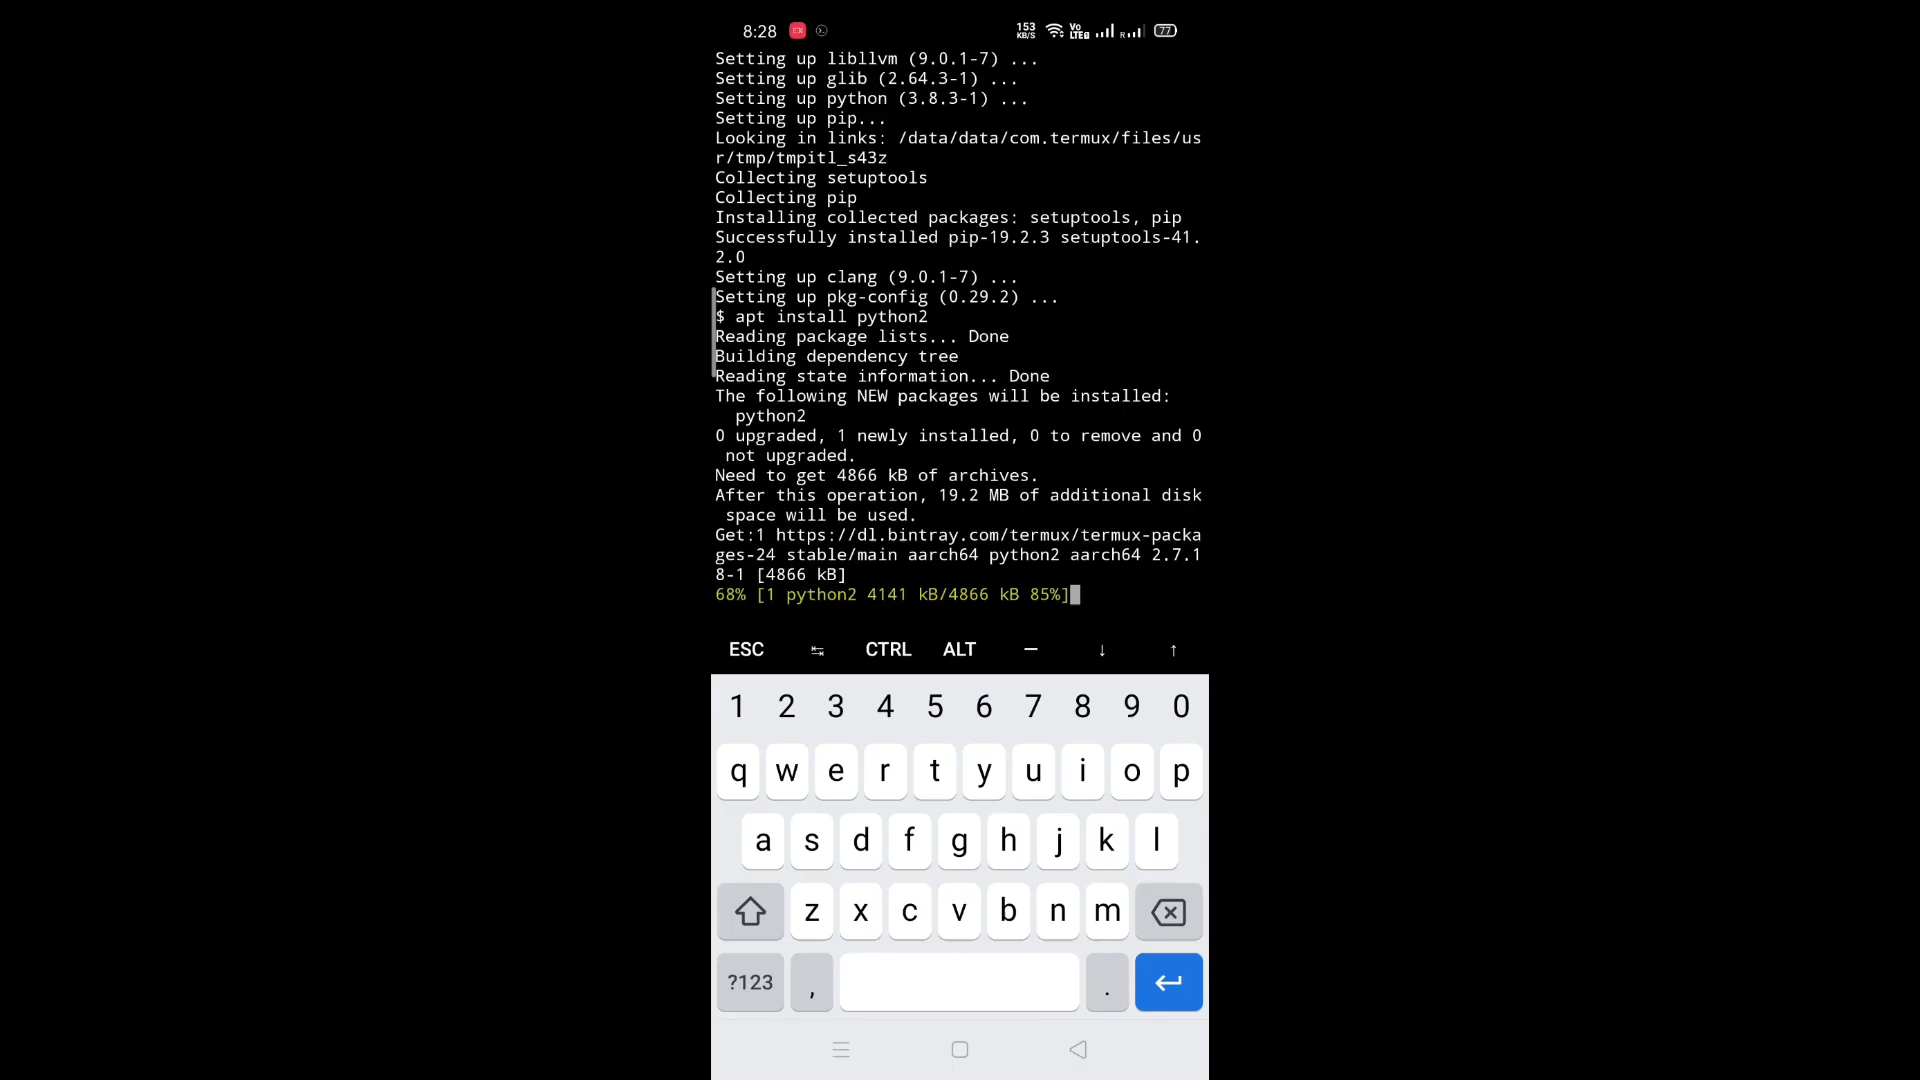 8:28 153 KB/S Vo LTE R 77
Setting up libllvm (9.0.1-7) ...
Setting up glib (2.64.3-1) ...
Setting up python (3.8.3-1) ...
Setting up pip...
Looking in links: /data/data/com.termux/files/us
r/tmp/tmpitl_s43z
Collecting setuptools
Collecting pip
Installing collected packages: setuptools, pip
Successfully installed pip-19.2.3 setuptools-41.
2.0
Setting up clang (9.0.1-7) ...
Setting up pkg-config (0.29.2) ...
$ apt install python2
Reading package lists... Done
Building dependency tree
Reading state information... Done
The following NEW packages will be installed:
  python2
0 upgraded, 1 newly installed, 0 to remove and 0
 not upgraded.
Need to get 4866 kB of archives.
After this operation, 19.2 MB of additional disk
 space will be used.
Get:1 https://dl.bintray.com/termux/termux-packa
ges-24 stable/main aarch64 python2 aarch64 2.7.1
8-1 [4866 kB]
68% [1 python2 4141 kB/4866 kB 85%]
ESC ↹ CTRL ALT — ↓ ↑
1 2 3 4 5 6 7 8 9 0
q w e r t y u i o p
a s d f g h j k l
z x c v b n m
?123 , .